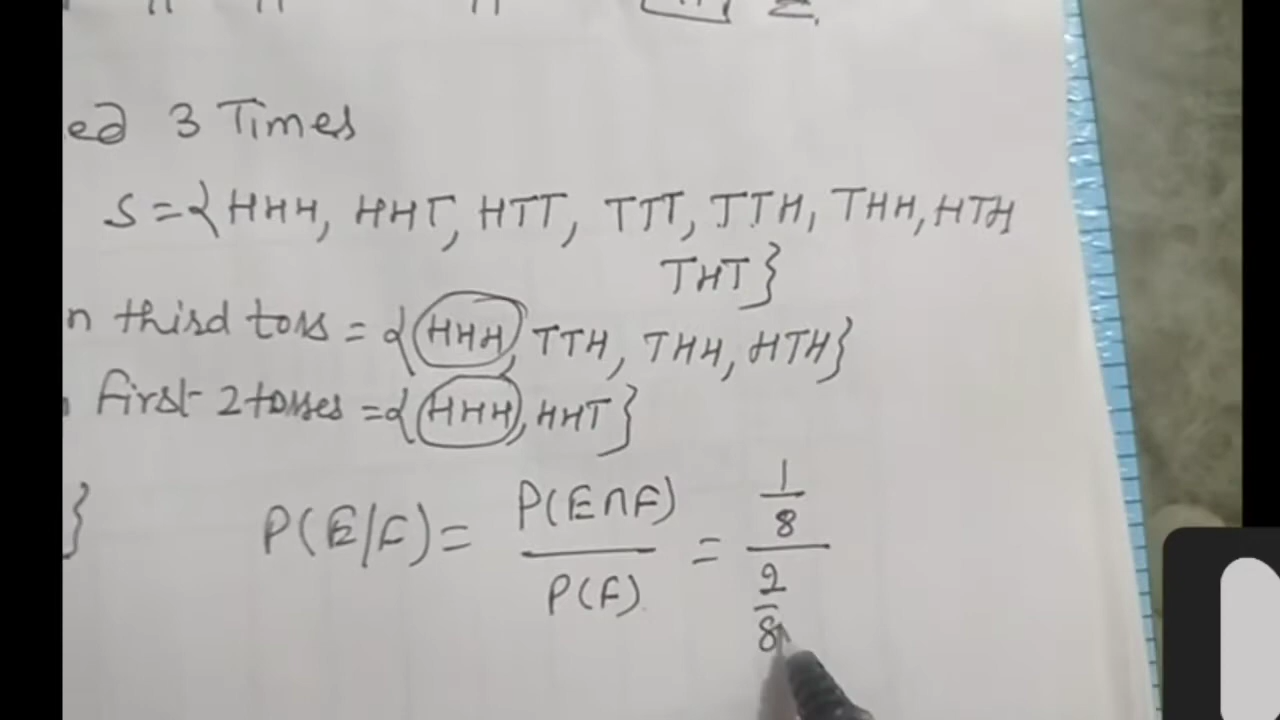 ed 3 Times
S={HHH, HHT, HTT, TTT, TTH, THH, HTH
THT}
n third toss = {HHH, TTH, THH, HTH}
First 2 tosses = {HHH, HHT}
} P(E/F) = P(E∩F) / P(F) = 1/8 / 2/8